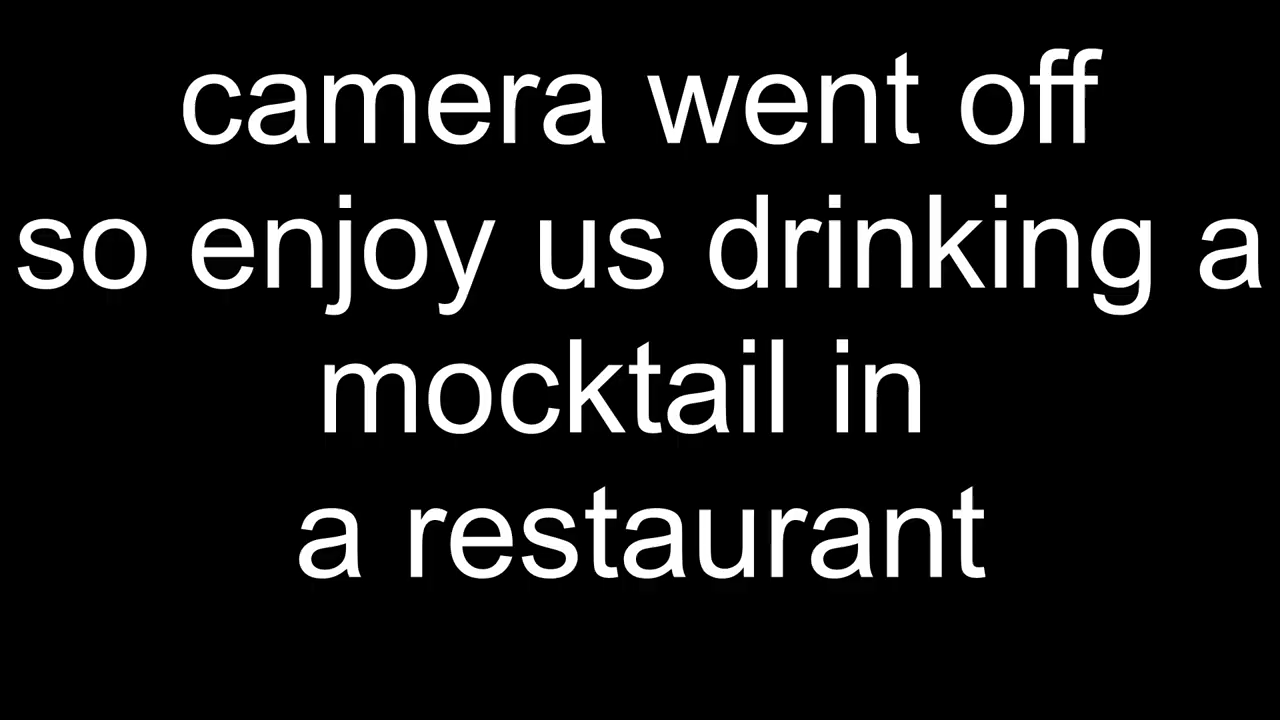 camera went off
so enjoy us drinking a
mocktail in
a restaurant